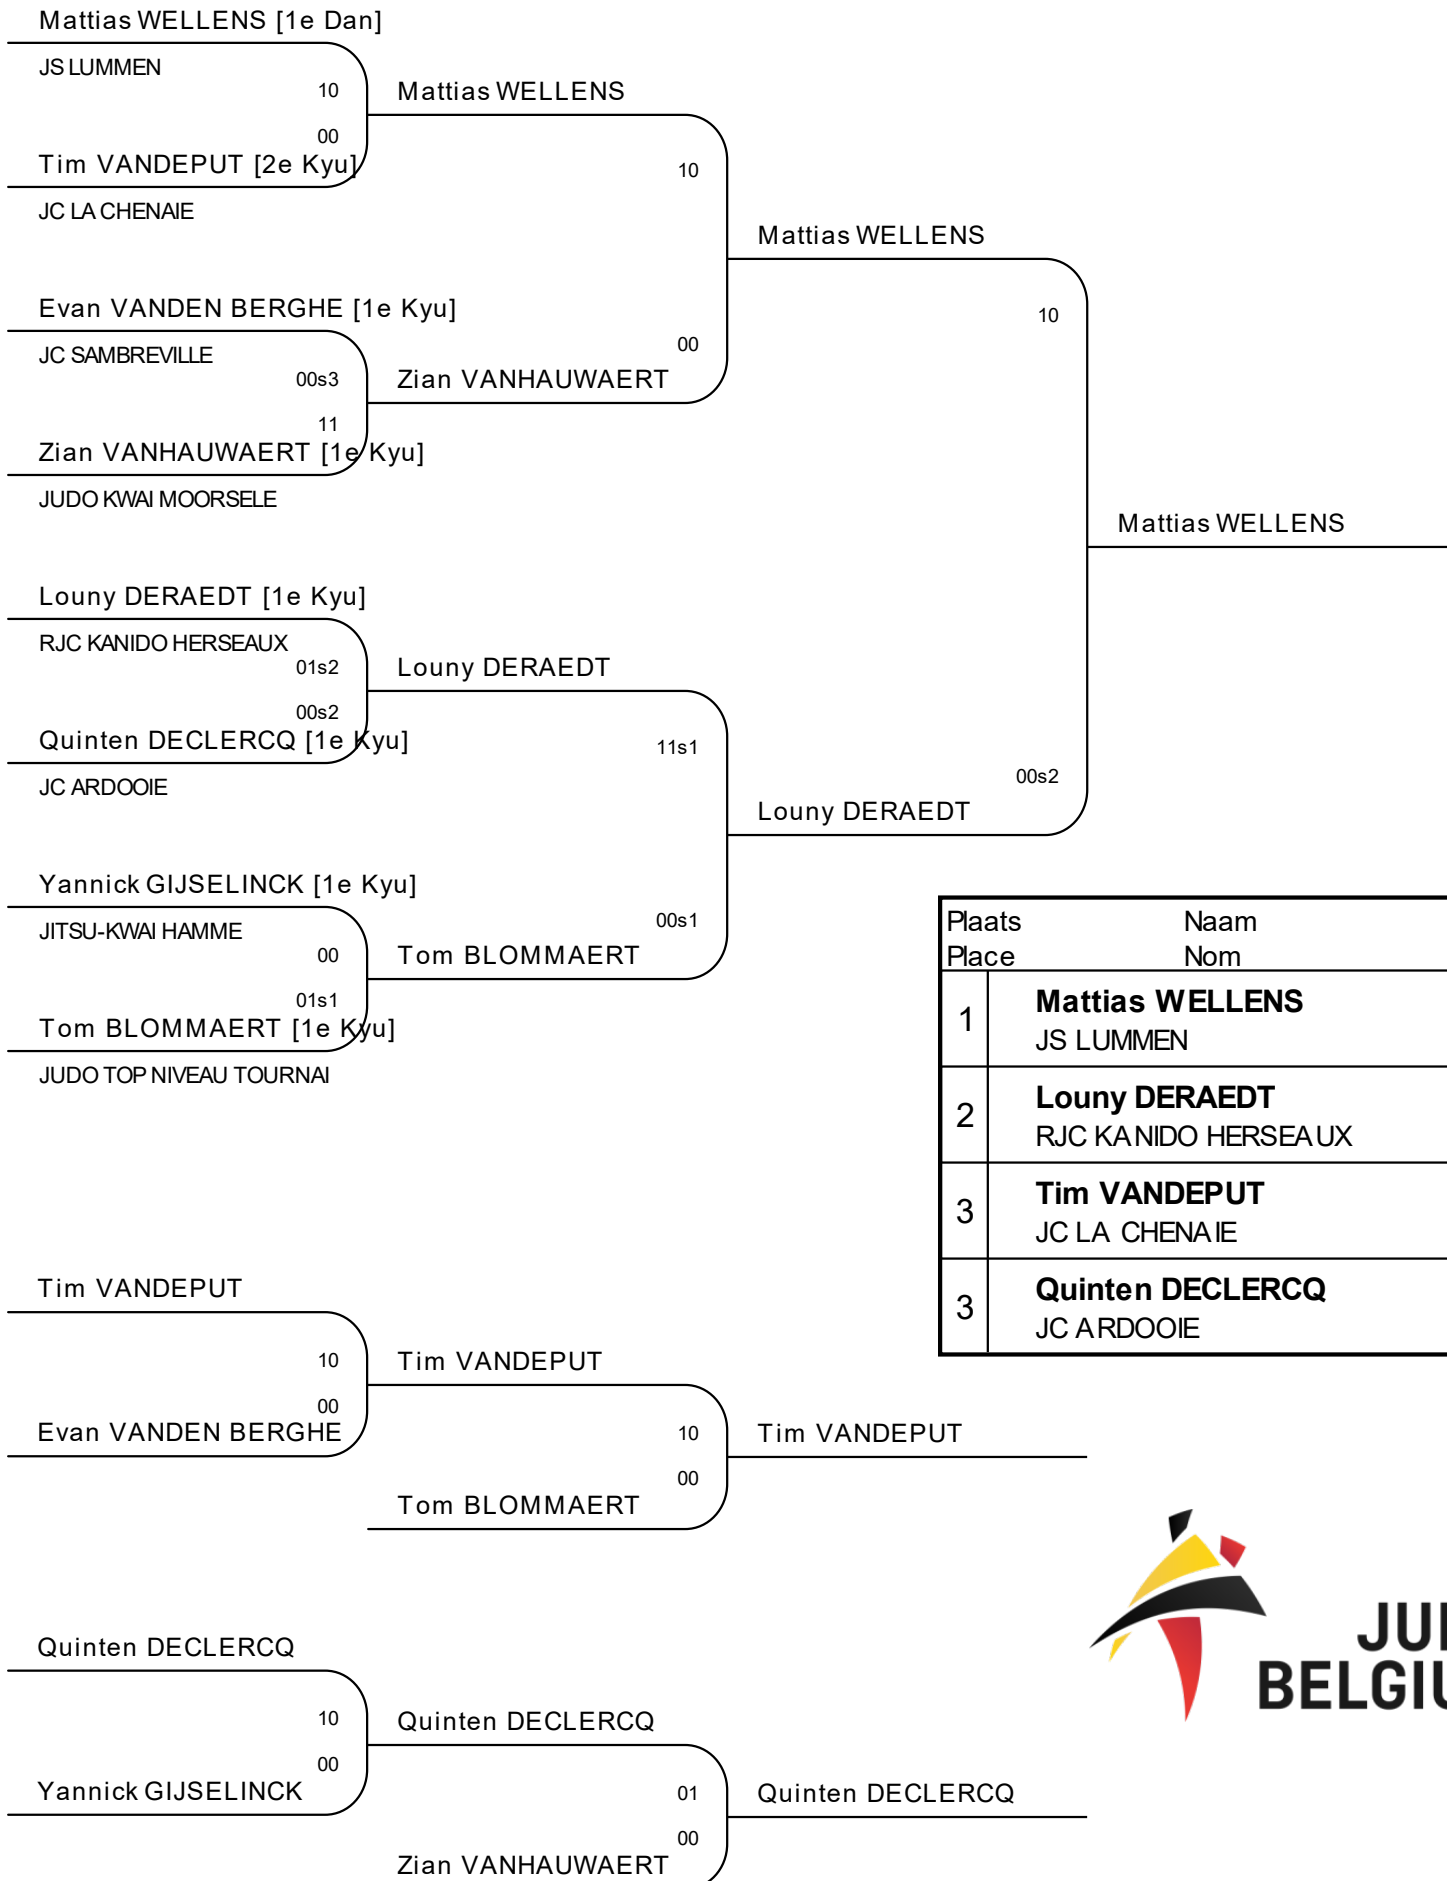 Mattias WELLENS [1e Dan]
JS LUMMEN
10
Mattias WELLENS
00
Tim VANDEPUT [2e Kyu]
10
JC LA CHENAIE
Mattias WELLENS
Evan VANDEN BERGHE [1e Kyu]
10
JC SAMBREVILLE
00
00s3
Zian VANHAUWAERT
11
Zian VANHAUWAERT [1e Kyu]
JUDO KWAI MOORSELE
Mattias WELLENS
Louny DERAEDT [1e Kyu]
RJC KANIDO HERSEAUX
01s2
Louny DERAEDT
00s2
Quinten DECLERCQ [1e Kyu]
11s1
JC ARDOOIE
00s2
Louny DERAEDT
Yannick GIJSELINCK [1e Kyu]
JITSU-KWAI HAMME
00s1
00
Tom BLOMMAERT
01s1
Tom BLOMMAERT [1e Kyu]
JUDO TOP NIVEAU TOURNAI
Plaats Naam
Place Nom
1 Mattias WELLENS
JS LUMMEN
2 Louny DERAEDT
RJC KANIDO HERSEAUX
3 Tim VANDEPUT
JC LA CHENAIE
3 Quinten DECLERCQ
JC ARDOOIE
Tim VANDEPUT
10
Tim VANDEPUT
00
Evan VANDEN BERGHE
10
Tim VANDEPUT
00
Tom BLOMMAERT
Quinten DECLERCQ
10
Quinten DECLERCQ
00
Yannick GIJSELINCK
01
Quinten DECLERCQ
00
Zian VANHAUWAERT